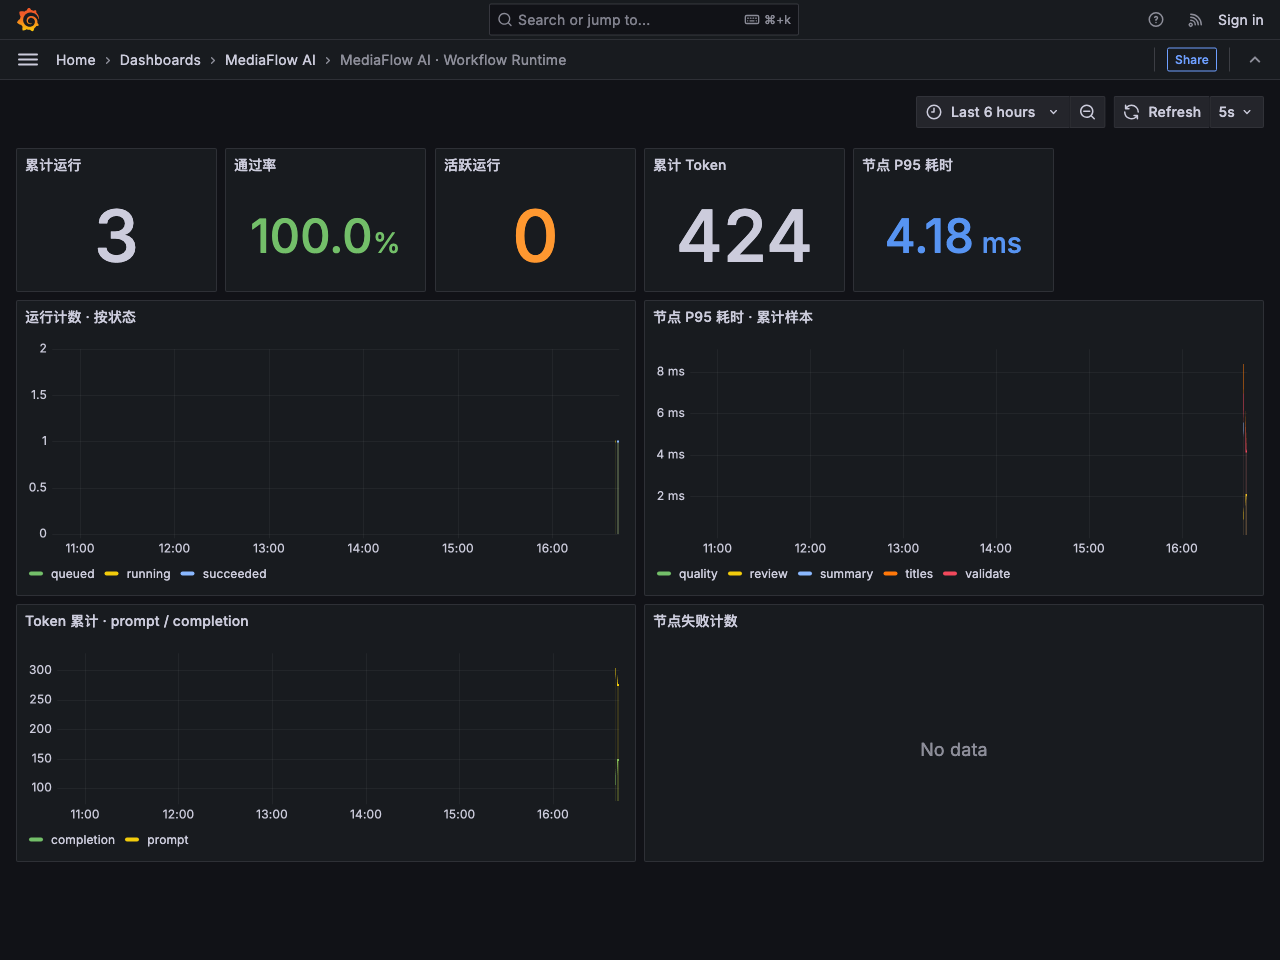 Search or jump to...
⌘+k
Sign in
Home › Dashboards › MediaFlow AI › MediaFlow AI · Workflow Runtime
Share
Last 6 hours
Refresh
5s
累计运行
3
通过率
100.0%
活跃运行
0
累计 Token
424
节点 P95 耗时
4.18 ms
运行计数 · 按状态
2
1.5
1
0.5
0
11:00 12:00 13:00 14:00 15:00 16:00
queued running succeeded
节点 P95 耗时 · 累计样本
8 ms
6 ms
4 ms
2 ms
11:00 12:00 13:00 14:00 15:00 16:00
quality review summary titles validate
Token 累计 · prompt / completion
300
250
200
150
100
11:00 12:00 13:00 14:00 15:00 16:00
completion prompt
节点失败计数
No data